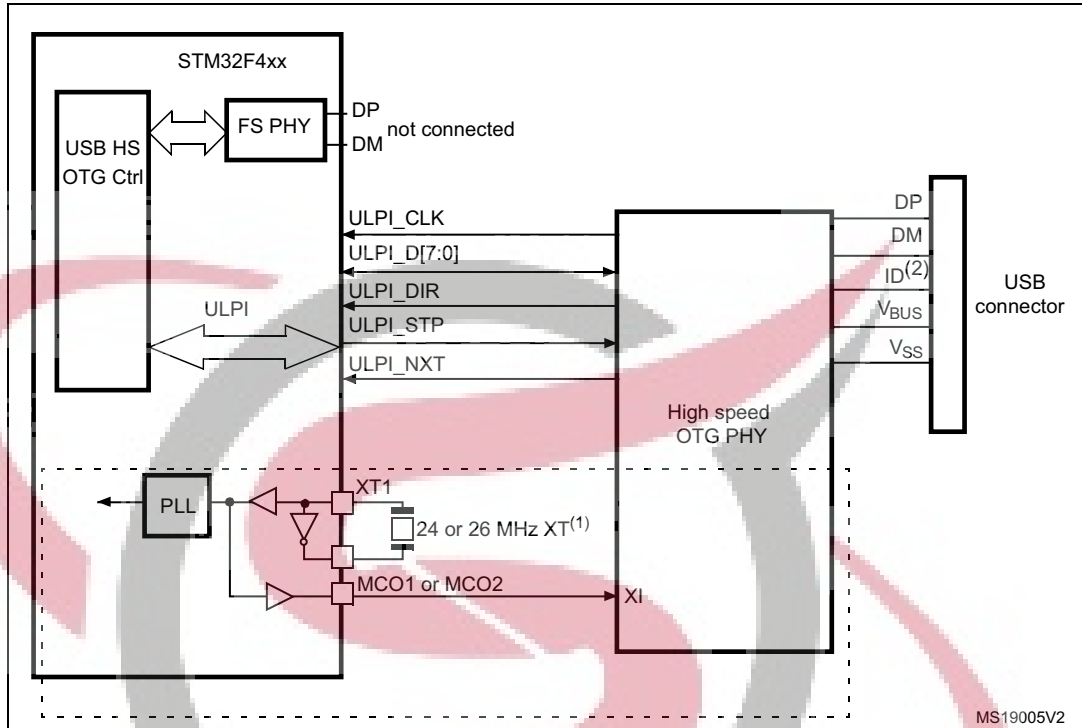 STM32F4xx
USB HS
OTG Ctrl
FS PHY
DP
DM
not connected
ULPI_CLK
ULPI_D[7:0]
ULPI_DIR
ULPI_STP
ULPI_NXT
ULPI
High speed
OTG PHY
DP
DM
ID(2)
VBUS
VSS
USB
connector
PLL
XT1
24 or 26 MHz XT(1)
MCO1 or MCO2
XI
MS19005V2